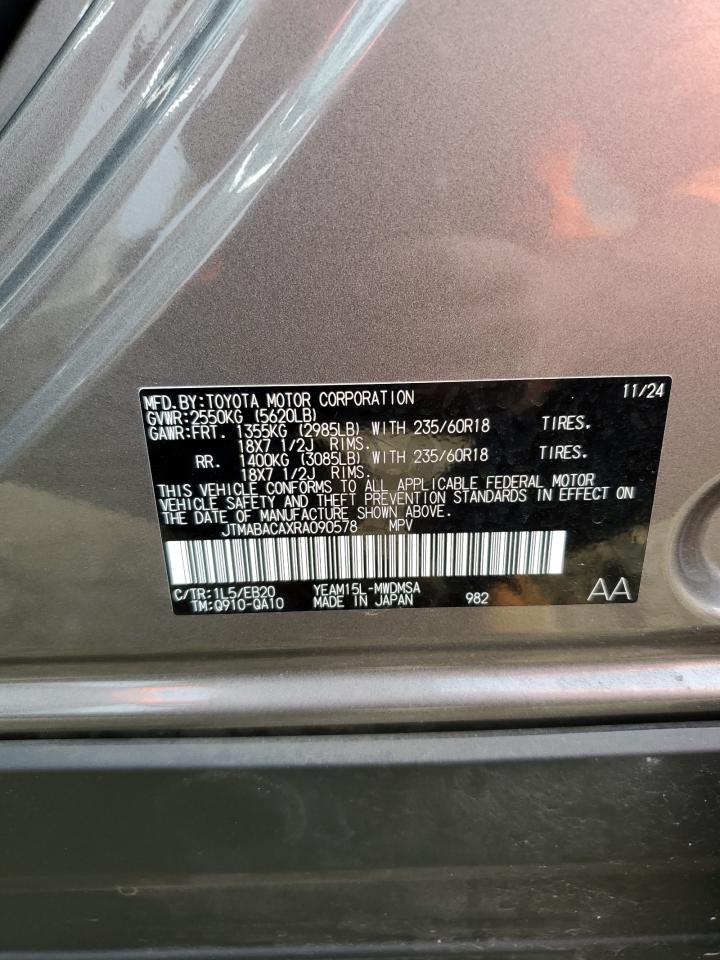 MFD.BY:TOYOTA MOTOR CORPORATION 11/24
GVWR:2550KG (5620LB)
GAWR:FRT. 1355KG (2985LB) WITH 235/60R18 TIRES.
18X7 1/2J RIMS.
RR. 1400KG (3085LB) WITH 235/60R18 TIRES.
18X7 1/2J RIMS.
THIS VEHICLE CONFORMS TO ALL APPLICABLE FEDERAL MOTOR
VEHICLE SAFETY AND THEFT PREVENTION STANDARDS IN EFFECT ON
THE DATE OF MANUFACTURE SHOWN ABOVE.
JTMABACAXRA090578 MPV
C/TR:1L5/EB20 YEAM15L-MWDMSA
TM:Q910-QA10 MADE IN JAPAN 982 AA